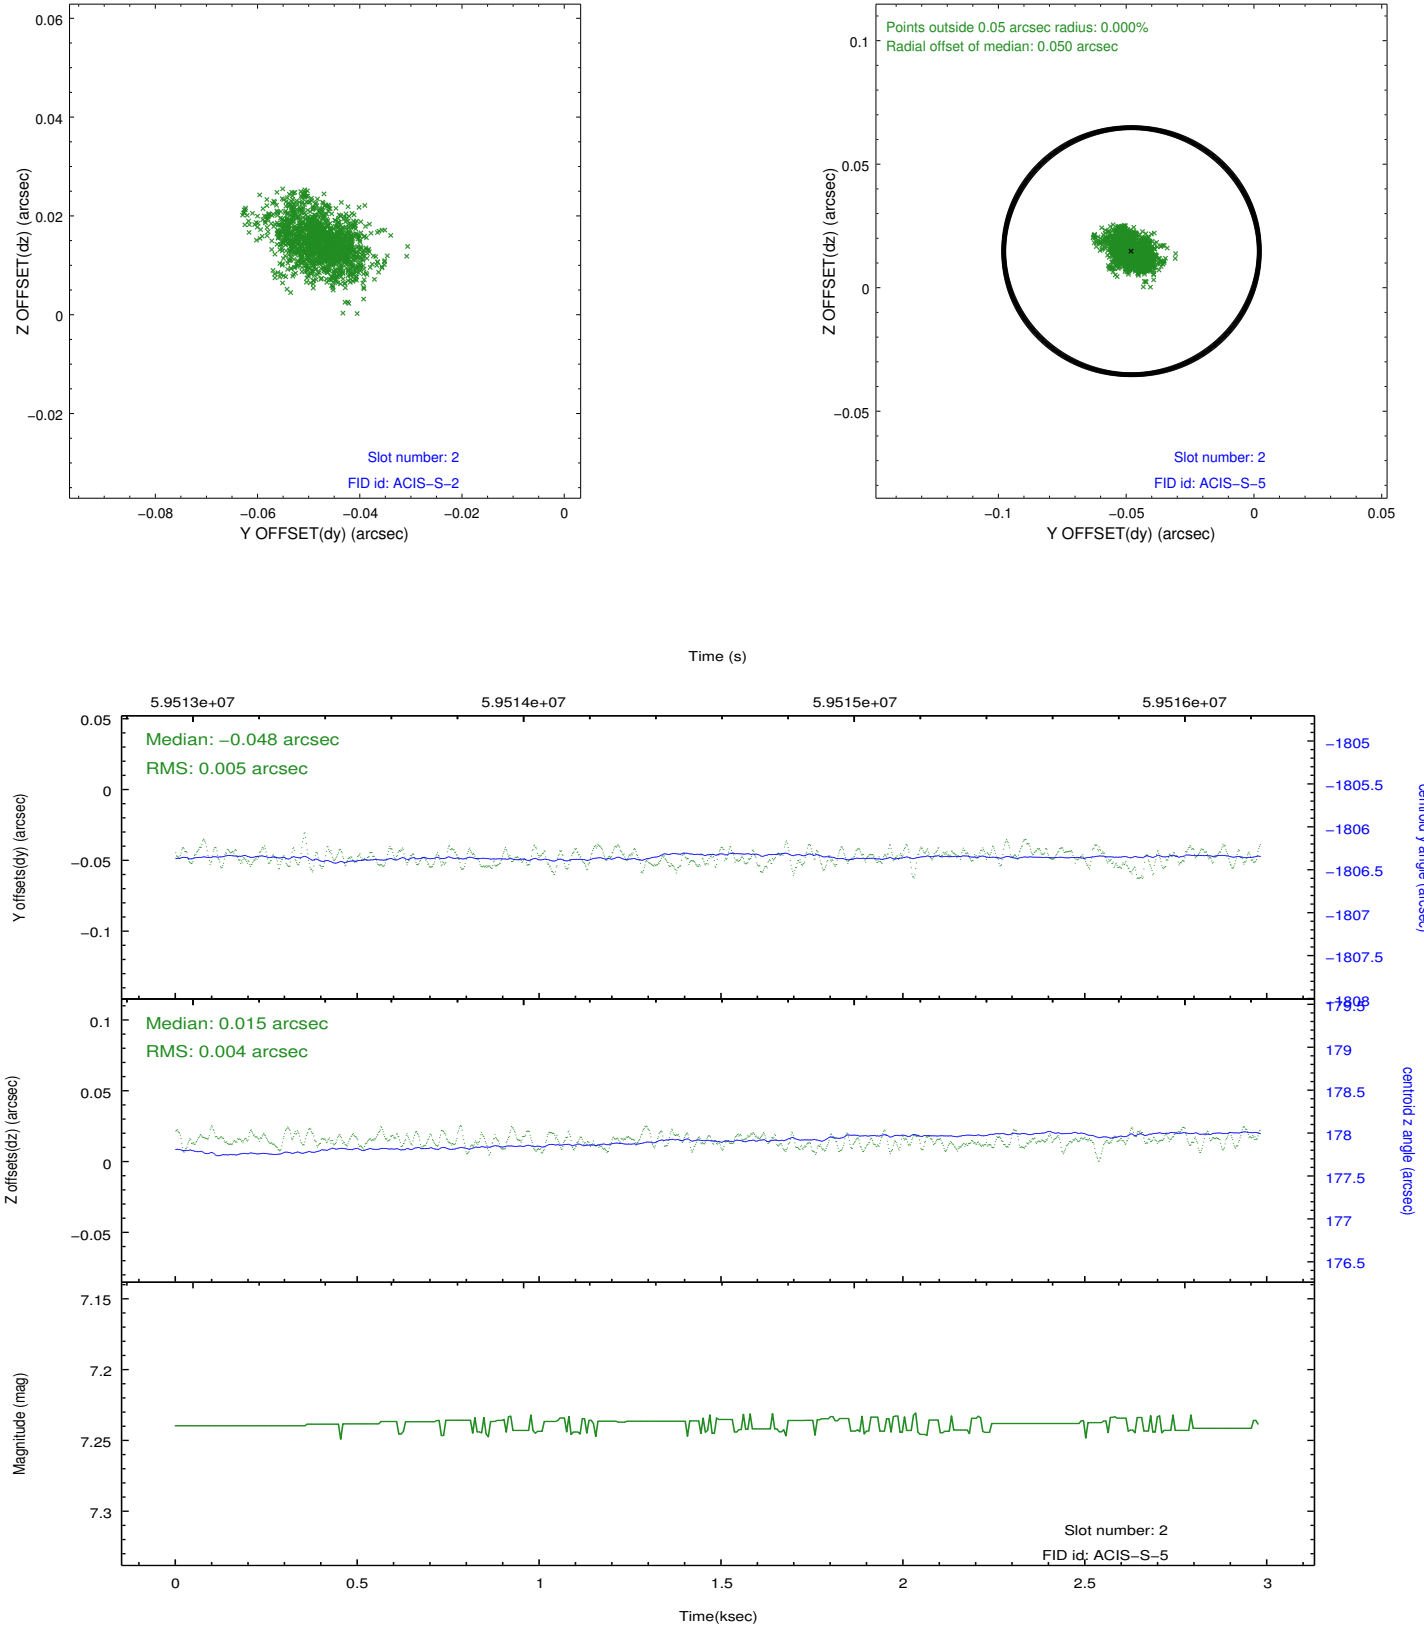 0.06
0.04
0.02
0
−0.02
Z OFFSET(dz) (arcsec)
Slot number: 2
FID id: ACIS−S−2
−0.08
−0.06
−0.04
−0.02
0
Y OFFSET(dy) (arcsec)
Points outside 0.05 arcsec radius: 0.000%
Radial offset of median: 0.050 arcsec
0.1
0.05
0
−0.05
Z OFFSET(dz) (arcsec)
Slot number: 2
FID id: ACIS−S−5
−0.1
−0.05
0
0.05
Y OFFSET(dy) (arcsec)
Time (s)
5.9513e+07
5.9514e+07
5.9515e+07
5.9516e+07
0.05
0
−0.05
−0.1
Y offsets(dy) (arcsec)
Median: −0.048 arcsec
RMS: 0.005 arcsec
−1805
−1805.5
−1806
−1806.5
−1807
−1807.5
−1808
centroid y angle (arcsec)
0.1
0.05
0
−0.05
Z offsets(dz) (arcsec)
Median: 0.015 arcsec
RMS: 0.004 arcsec
179.5
179
178.5
178
177.5
177
176.5
centroid z angle (arcsec)
7.15
7.2
7.25
7.3
Magnitude (mag)
Slot number: 2
FID id: ACIS−S−5
0
0.5
1
1.5
2
2.5
3
Time(ksec)